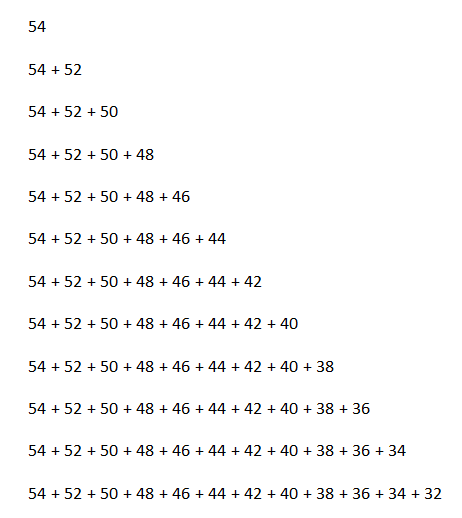 54
54 + 52
54 + 52 + 50
54 + 52 + 50 + 48
54 + 52 + 50 + 48 + 46
54 + 52 + 50 + 48 + 46 + 44
54 + 52 + 50 + 48 + 46 + 44 + 42
54 + 52 + 50 + 48 + 46 + 44 + 42 + 40
54 + 52 + 50 + 48 + 46 + 44 + 42 + 40 + 38
54 + 52 + 50 + 48 + 46 + 44 + 42 + 40 + 38 + 36
54 + 52 + 50 + 48 + 46 + 44 + 42 + 40 + 38 + 36 + 34
54 + 52 + 50 + 48 + 46 + 44 + 42 + 40 + 38 + 36 + 34 + 32